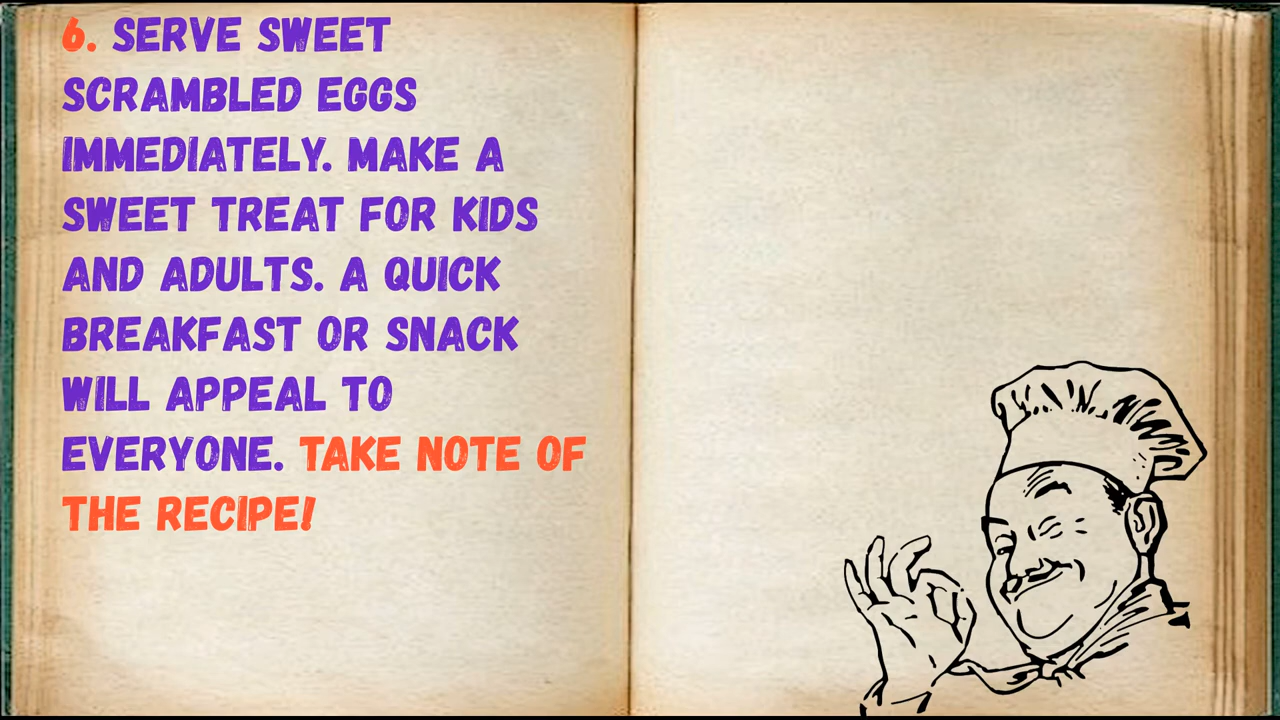 6. SERVE SWEET
SCRAMBLED EGGS
IMMEDIATELY. MAKE A
SWEET TREAT FOR KIDS
AND ADULTS. A QUICK
BREAKFAST OR SNACK
WILL APPEAL TO
EVERYONE. TAKE NOTE OF
THE RECIPE!